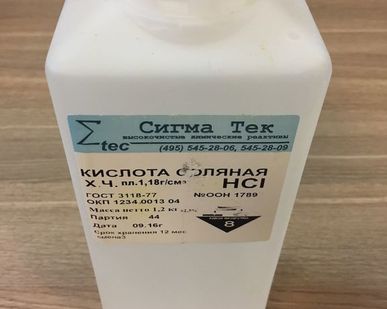 Σtec Сигма Тек
высокочистые химические реактивы
(495) 545-28-06, 545-28-09
КИСЛОТА СОЛЯНАЯ
Х.Ч. пл.1,18г/см³ HCl
ГОСТ 3118-77 №ООН 1789
ОКП 1234.0013 04
Масса нетто 1,2 кг
Партия 44
Дата 09.16г
Срок хранения 12 мес
8